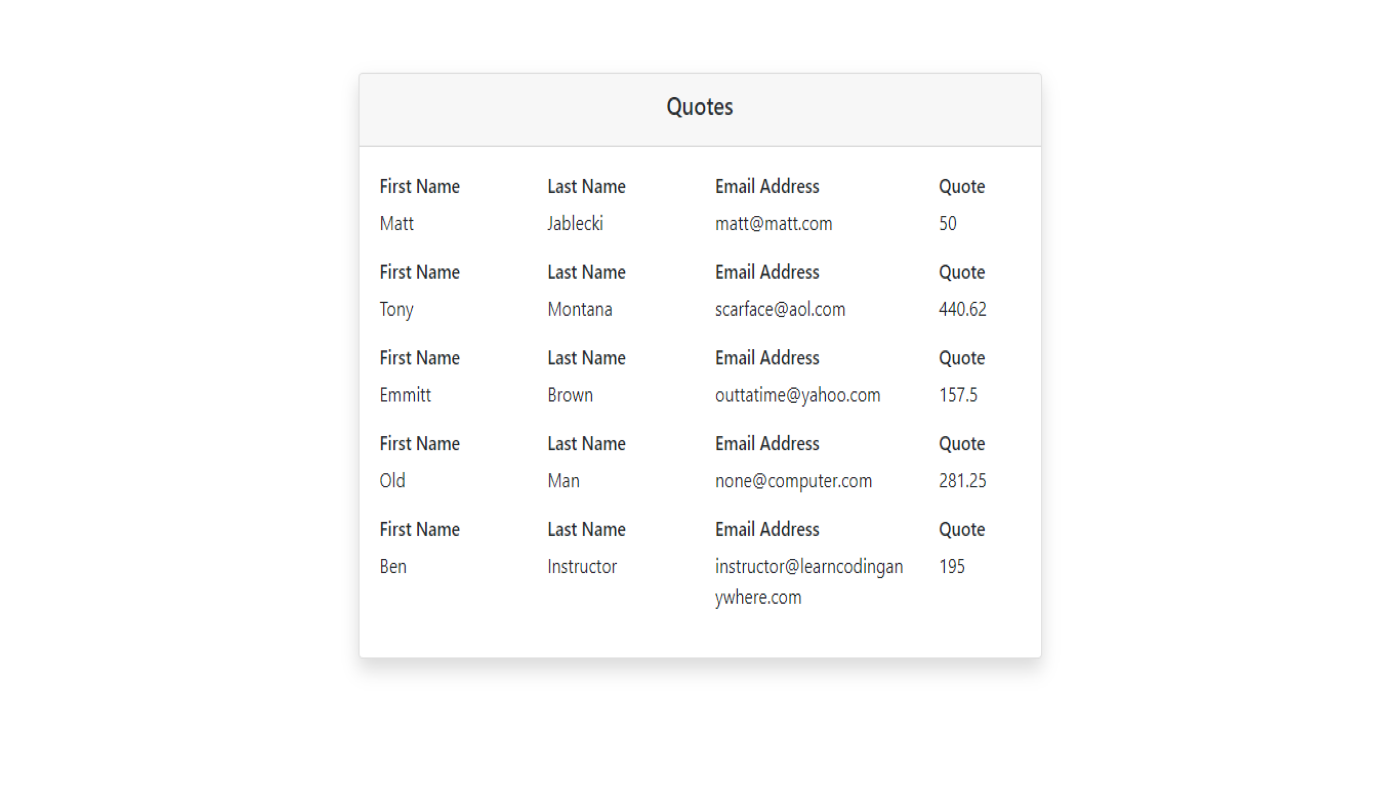 Quotes
First Name Last Name Email Address Quote
Matt Jablecki matt@matt.com 50
First Name Last Name Email Address Quote
Tony Montana scarface@aol.com 440.62
First Name Last Name Email Address Quote
Emmitt Brown outtatime@yahoo.com 157.5
First Name Last Name Email Address Quote
Old Man none@computer.com 281.25
First Name Last Name Email Address Quote
Ben Instructor instructor@learncodingan 195
ywhere.com